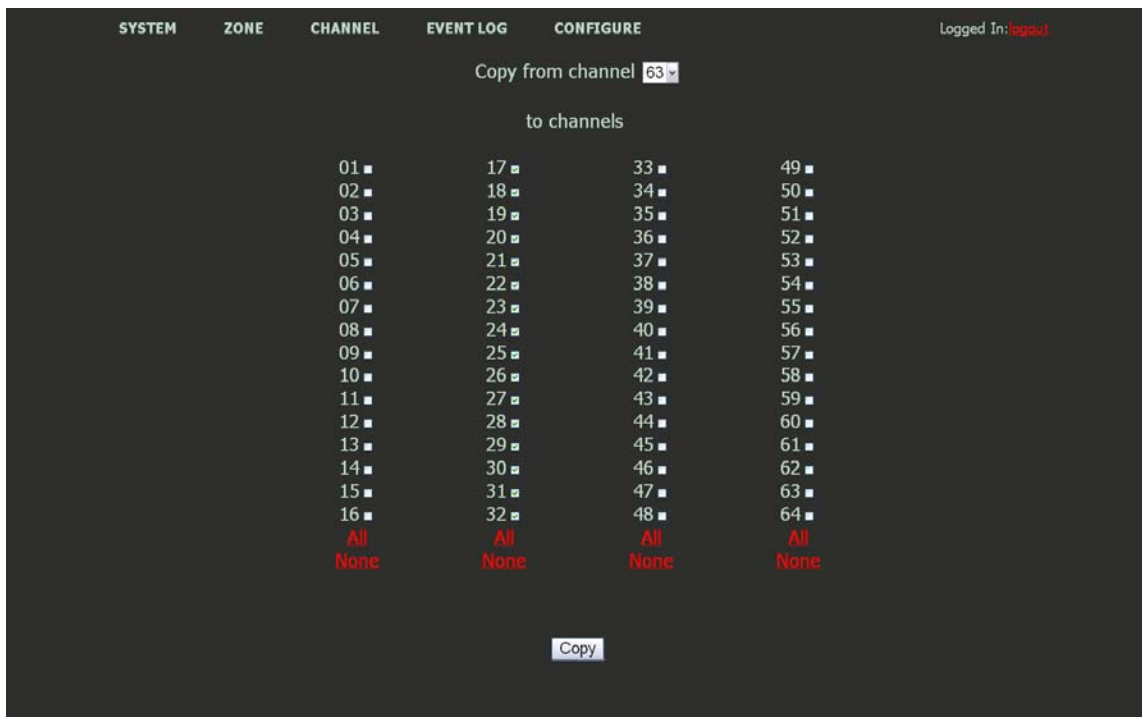 SYSTEM ZONE CHANNEL EVENT LOG CONFIGURE Logged In:logout
Copy from channel 63
to channels
01 17 33 49
02 18 34 50
03 19 35 51
04 20 36 52
05 21 37 53
06 22 38 54
07 23 39 55
08 24 40 56
09 25 41 57
10 26 42 58
11 27 43 59
12 28 44 60
13 29 45 61
14 30 46 62
15 31 47 63
16 32 48 64
All All All All
None None None None
Copy